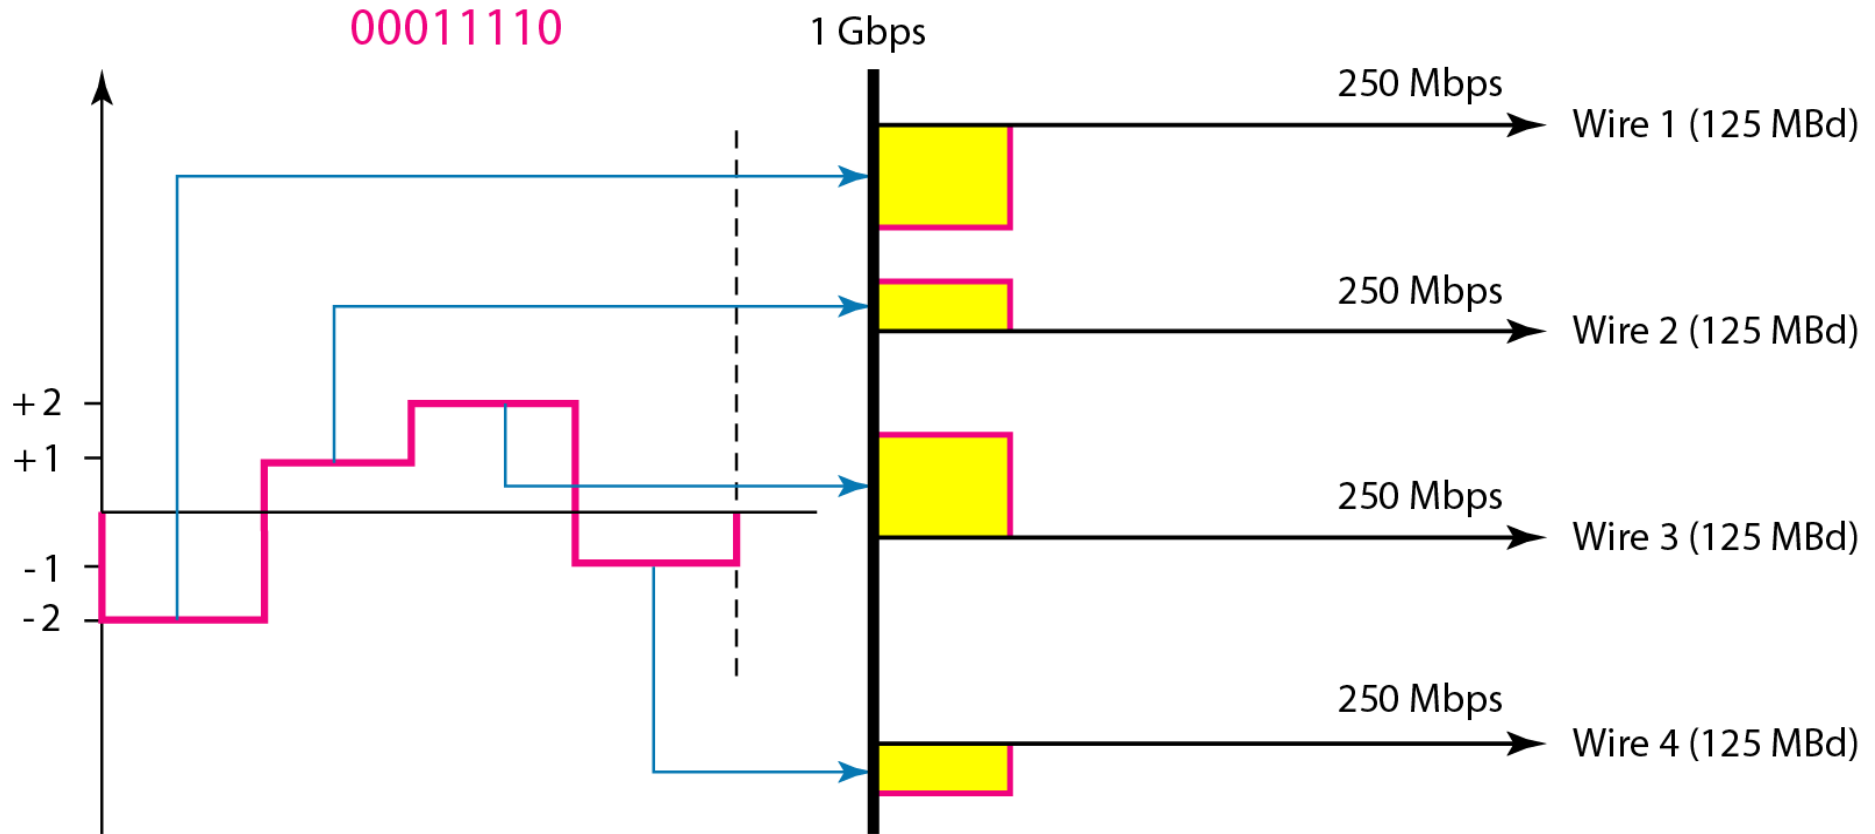 00011110
1 Gbps
250 Mbps
Wire 1 (125 MBd)
250 Mbps
Wire 2 (125 MBd)
+2
+1
250 Mbps
Wire 3 (125 MBd)
-1
-2
250 Mbps
Wire 4 (125 MBd)